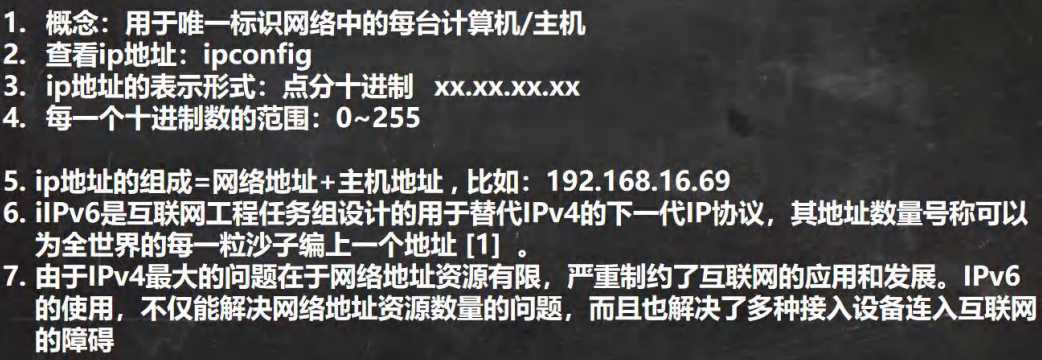 1. 概念：用于唯一标识网络中的每台计算机/主机
2. 查看ip地址：ipconfig
3. ip地址的表示形式：点分十进制 xx.xx.xx.xx
4. 每一个十进制数的范围：0~255
5. ip地址的组成=网络地址+主机地址 , 比如：192.168.16.69
6. iIPv6是互联网工程任务组设计的用于替代IPv4的下一代IP协议，其地址数量号称可以
为全世界的每一粒沙子编上一个地址 [1] 。
7. 由于IPv4最大的问题在于网络地址资源有限，严重制约了互联网的应用和发展。IPv6
的使用，不仅能解决网络地址资源数量的问题，而且也解决了多种接入设备连入互联网
的障碍